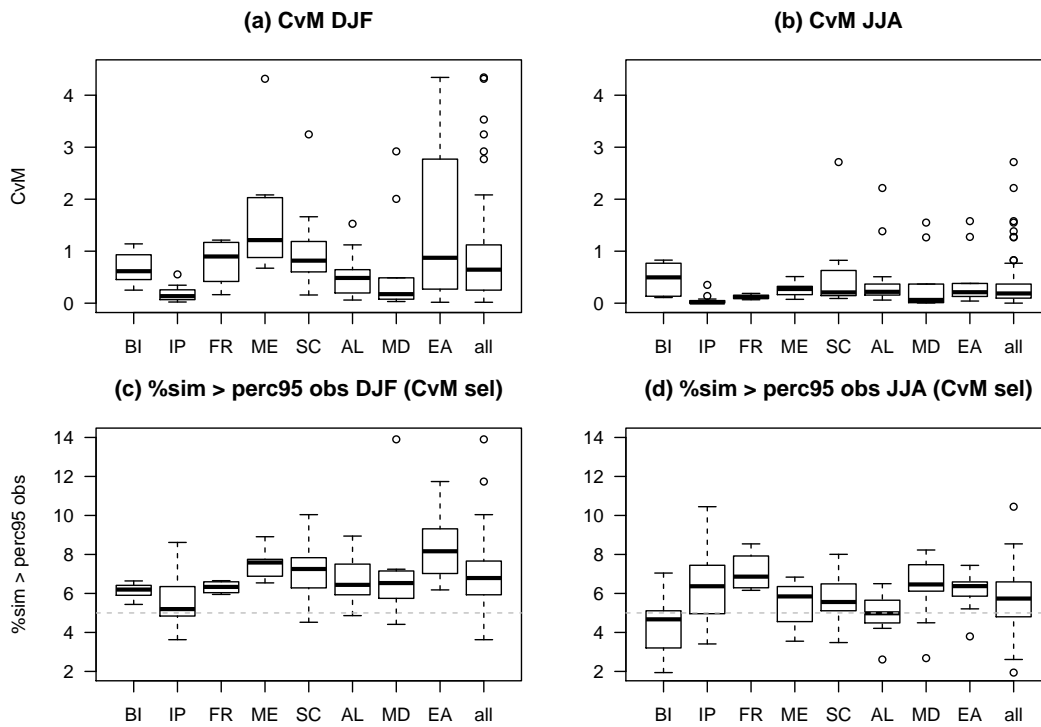 (a) CvM DJF
(b) CvM JJA
CvM
4
3
2
1
0
BI IP FR ME SC AL MD EA all
4
3
2
1
0
BI IP FR ME SC AL MD EA all
(c) %sim > perc95 obs DJF (CvM sel)
(d) %sim > perc95 obs JJA (CvM sel)
%sim > perc95 obs
14
12
10
8
6
4
2
BI IP FR ME SC AL MD EA all
14
12
10
8
6
4
2
BI IP FR ME SC AL MD EA all